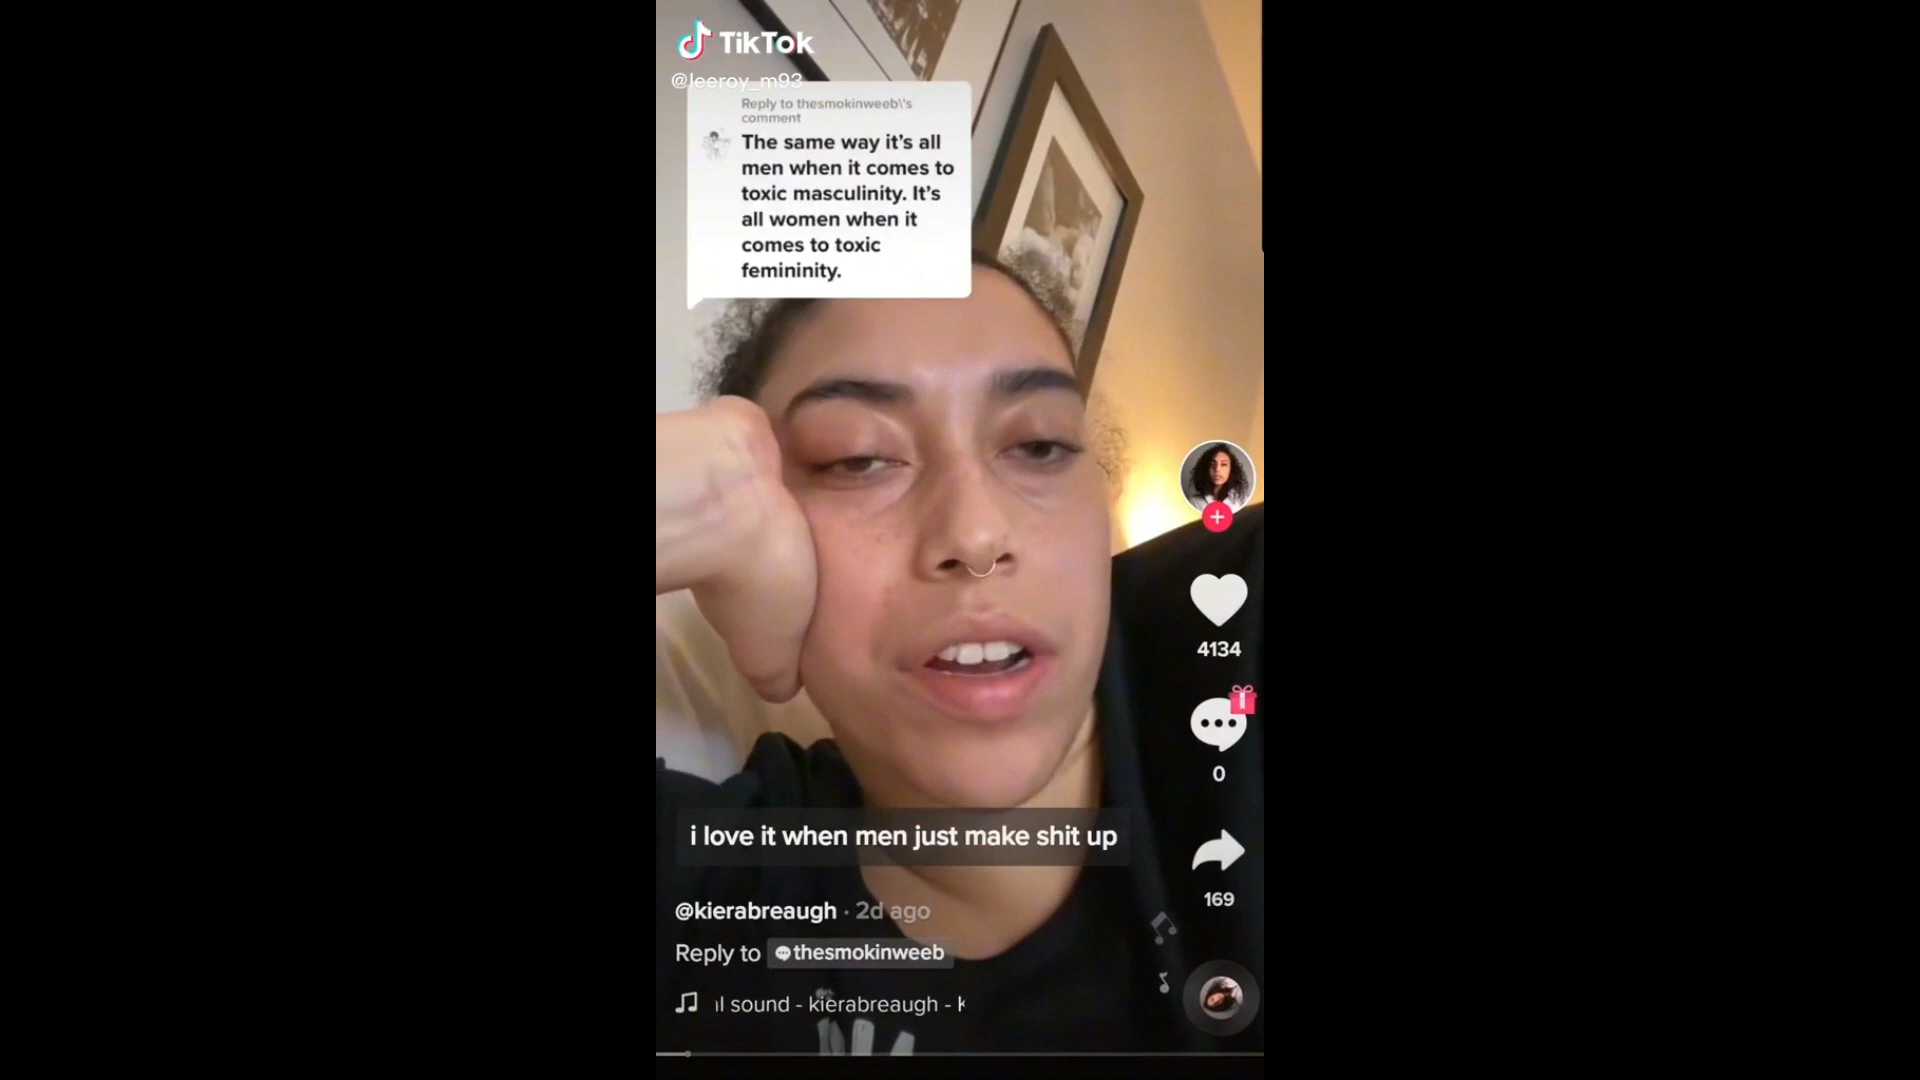 TikTok
@leeroy_m93
Reply to thesmokinweeb\'s
comment
The same way it's all
men when it comes to
toxic masculinity. It's
all women when it
comes to toxic
femininity.
4134
0
i love it when men just make shit up
169
@kierabreaugh · 2d ago
Reply to thesmokinweeb
l sound - kierabreaugh -